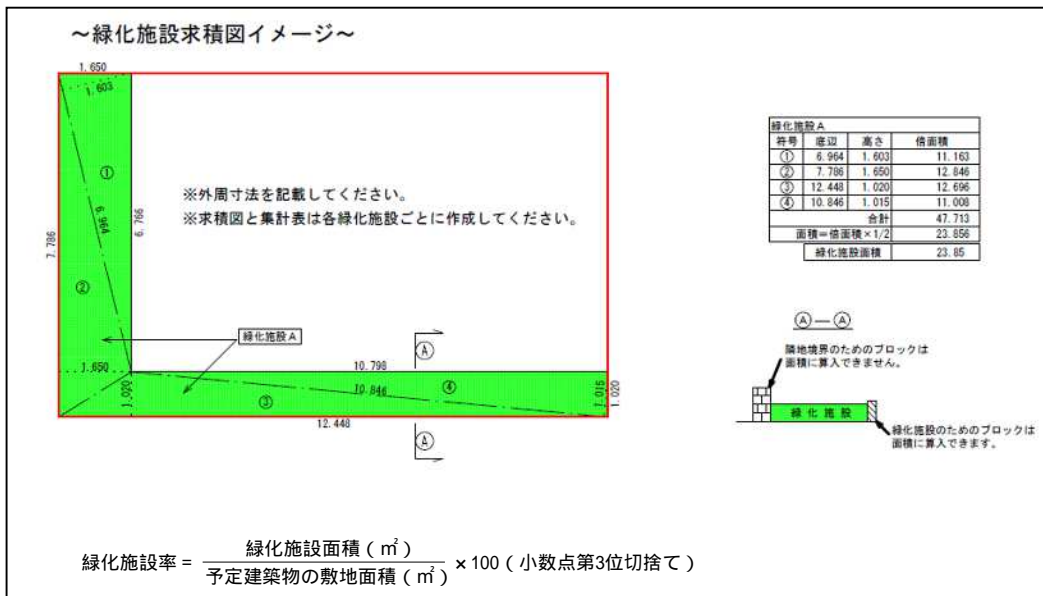 ～緑化施設求積図イメージ～
1.650
1.603
①
6.964
6.766
7.786
②
※外周寸法を記載してください。
※求積図と集計表は各緑化施設ごとに作成してください。
緑化施設A
1.650
1.020
③
10.798
10.846
④
1.015
1.020
12.448
Ⓐ
Ⓐ
緑化施設A
符号 底辺 高さ 倍面積
① 6.964 1.603 11.163
② 7.786 1.650 12.846
③ 12.448 1.020 12.696
④ 10.846 1.015 11.008
合計 47.713
面積＝倍面積×1/2 23.856
緑化施設面積 23.85
Ⓐ―Ⓐ
隣地境界のためのブロックは
面積に算入できません。
緑化施設
緑化施設のためのブロックは
面積に算入できます。
緑化施設率 = 緑化施設面積（㎡）
予定建築物の敷地面積（㎡）
×100（小数点第3位切捨て）